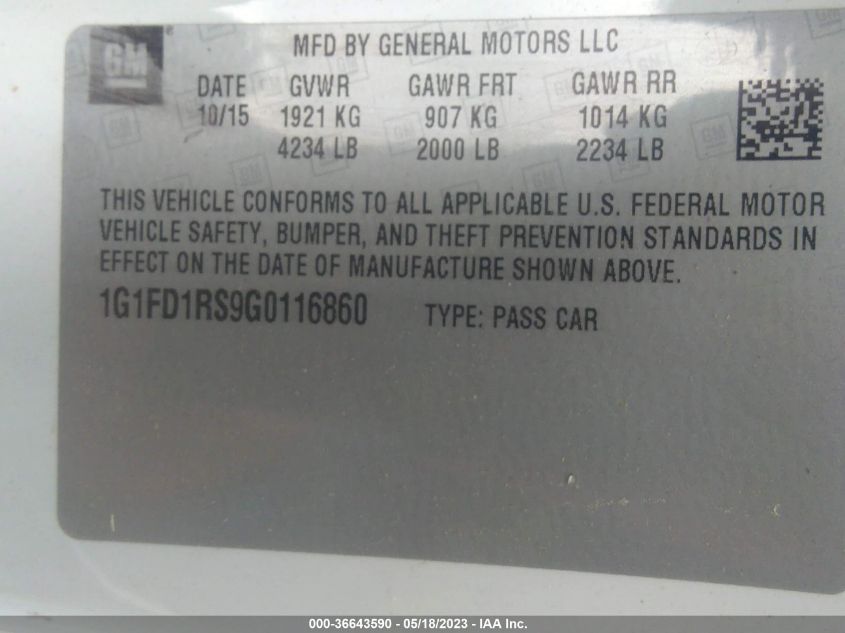 GM
MFD BY GENERAL MOTORS LLC
DATE GVWR GAWR FRT GAWR RR
10/15 1921 KG 907 KG 1014 KG
4234 LB 2000 LB 2234 LB
THIS VEHICLE CONFORMS TO ALL APPLICABLE U.S. FEDERAL MOTOR
VEHICLE SAFETY, BUMPER, AND THEFT PREVENTION STANDARDS IN
EFFECT ON THE DATE OF MANUFACTURE SHOWN ABOVE.
1G1FD1RS9G0116860 TYPE: PASS CAR
000-36643590 - 05/18/2023 - IAA Inc.